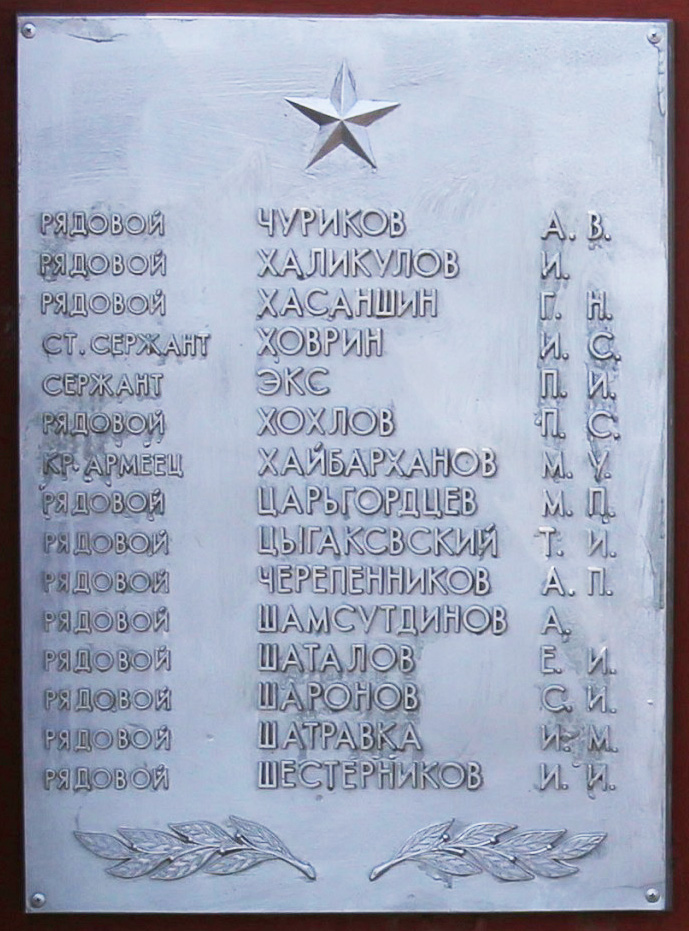 РЯДОВОЙ ЧУРИКОВ А. В.
РЯДОВОЙ ХАЛИКУЛОВ И.
РЯДОВОЙ ХАСАНШИН Г. Н.
СТ. СЕРЖАНТ ХОВРИН И. С.
СЕРЖАНТ ЭКС П. И.
РЯДОВОЙ ХОХЛОВ П. С.
КР. АРМЕЕЦ ХАЙБАРХАНОВ М. У.
РЯДОВОЙ ЦАРЬГОРДЦЕВ М. П.
РЯДОВОЙ ЦЫГАКСВСКИЙ Т. И.
РЯДОВОЙ ЧЕРЕПЕННИКОВ А. П.
РЯДОВОЙ ШАМСУТДИНОВ А.
РЯДОВОЙ ШАТАЛОВ Е. И.
РЯДОВОЙ ШАРОНОВ С. И.
РЯДОВОЙ ШАТРАВКА И. М.
РЯДОВОЙ ШЕСТЕРНИКОВ И. И.